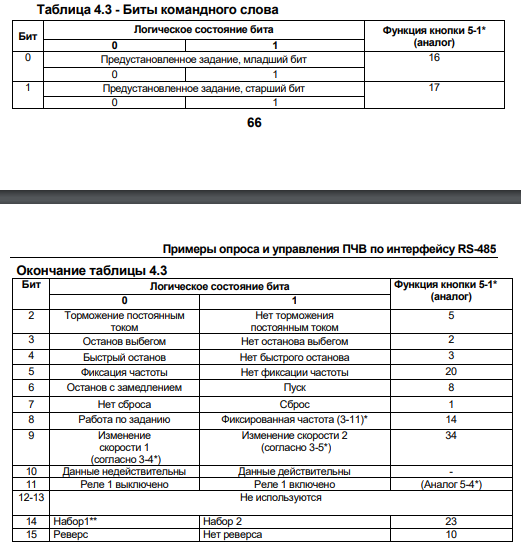 Таблица 4.3 - Биты командного слова
Бит Логическое состояние бита Функция кнопки 5-1* (аналог)
0 1
0 Предустановленное задание, младший бит 16
0 1
1 Предустановленное задание, старший бит 17
0 1
66
Примеры опроса и управления ПЧВ по интерфейсу RS-485
Окончание таблицы 4.3
Бит Логическое состояние бита Функция кнопки 5-1* (аналог)
0 1
2 Торможение постоянным током Нет торможения постоянным током 5
3 Останов выбегом Нет останова выбегом 2
4 Быстрый останов Нет быстрого останова 3
5 Фиксация частоты Нет фиксации частоты 20
6 Останов с замедлением Пуск 8
7 Нет сброса Сброс 1
8 Работа по заданию Фиксированная частота (3-11)* 14
9 Изменение скорости 1 (согласно 3-4*) Изменение скорости 2 (согласно 3-5*) 34
10 Данные недействительны Данные действительны -
11 Реле 1 выключено Реле 1 включено (Аналог 5-4*)
12-13 Не используются
14 Набор1** Набор 2 23
15 Реверс Нет реверса 10